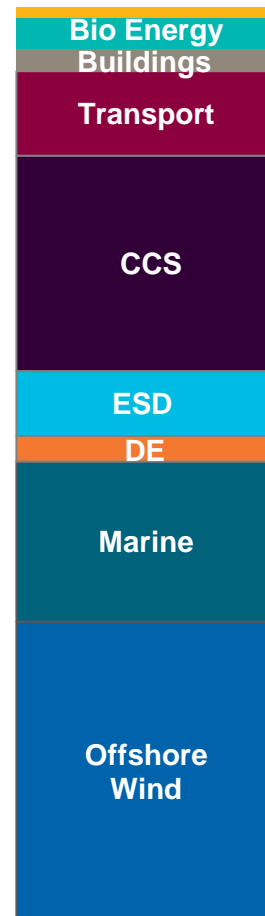 Bio Energy
Buildings
Transport
CCS
ESD
DE
Marine
Offshore
Wind